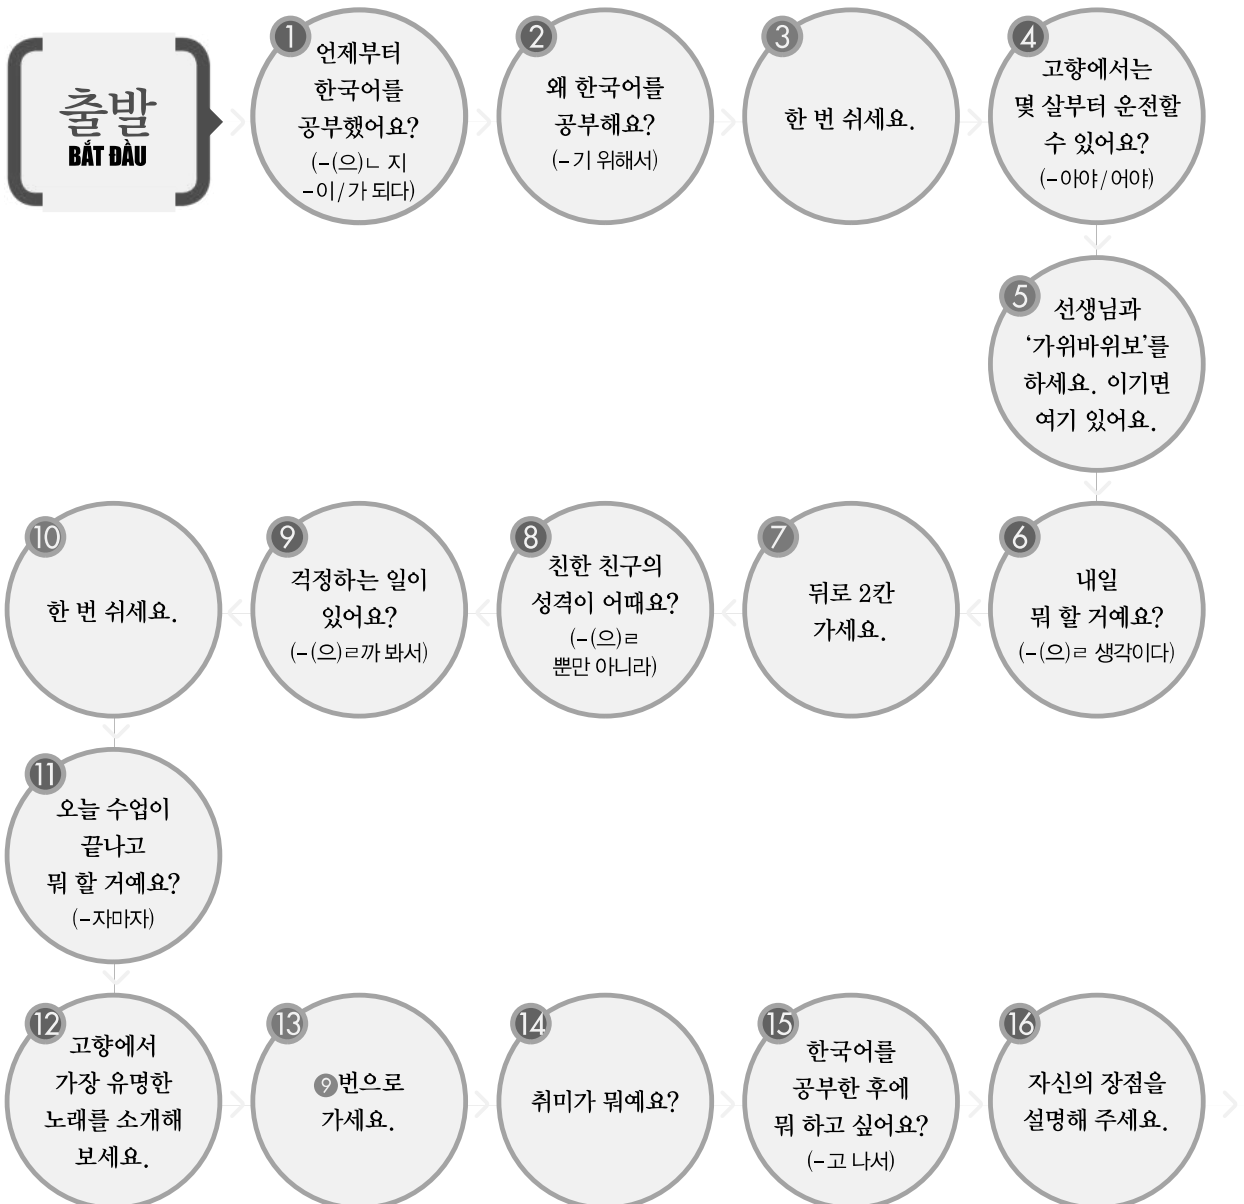 출발
BẮT ĐẦU
1
언제부터
한국어를
공부했어요?
(-(으)ㄴ 지
-이/가 되다)
2
왜 한국어를
공부해요?
(-기 위해서)
3
한 번 쉬세요.
4
고향에서는
몇 살부터 운전할
수 있어요?
(-아야/어야)
5
선생님과
‘가위바위보’를
하세요. 이기면
여기 있어요.
6
내일
뭐 할 거예요?
(-(으)ㄹ 생각이다)
7
뒤로 2칸
가세요.
8
친한 친구의
성격이 어때요?
(-(으)ㄹ
뿐만 아니라)
9
걱정하는 일이
있어요?
(-(으)ㄹ까 봐서)
10
한 번 쉬세요.
11
오늘 수업이
끝나고
뭐 할 거예요?
(-자마자)
12
고향에서
가장 유명한
노래를 소개해
보세요.
13
9번으로
가세요.
14
취미가 뭐예요?
15
한국어를
공부한 후에
뭐 하고 싶어요?
(-고 나서)
16
자신의 장점을
설명해 주세요.